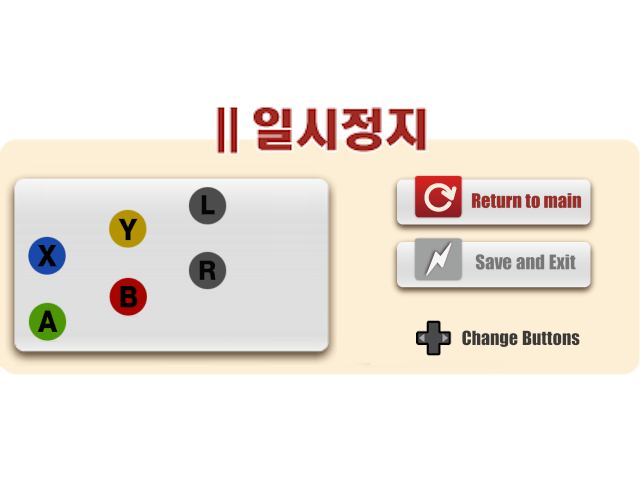 || 일시정지
L
Y
X
R
B
A
Return to main
Save and Exit
Change Buttons